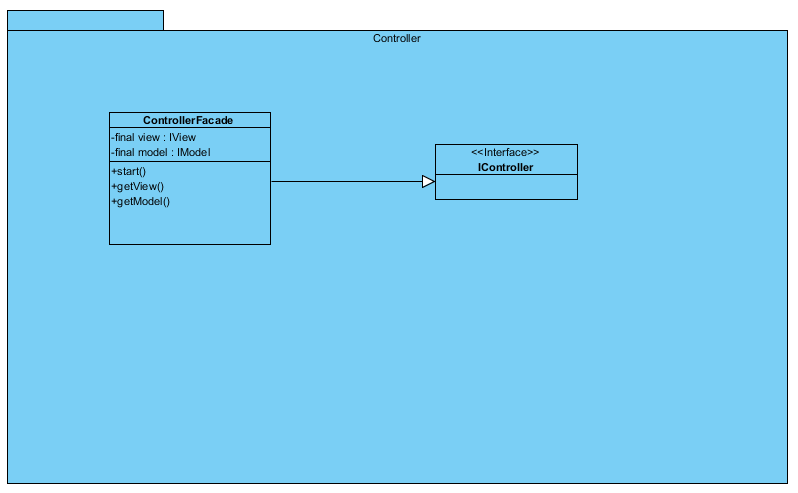 Controller
ControllerFacade
-final view : IView
-final model : IModel
+start()
+getView()
+getModel()
<<Interface>>
IController